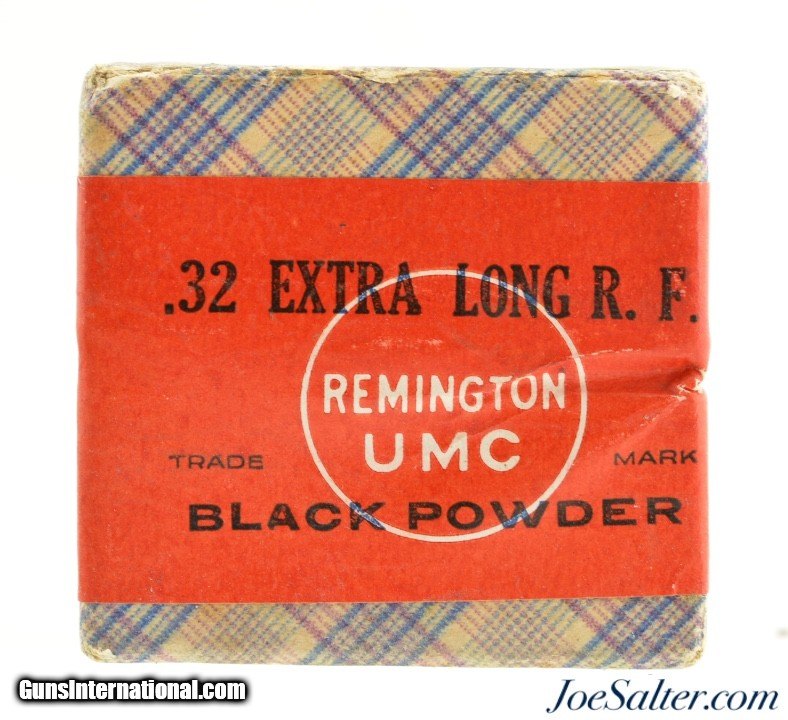 .32 EXTRA LONG R. F.
REMINGTON
UMC
TRADE MARK
BLACK POWDER
GunsInternational.com
JoeSalter.com